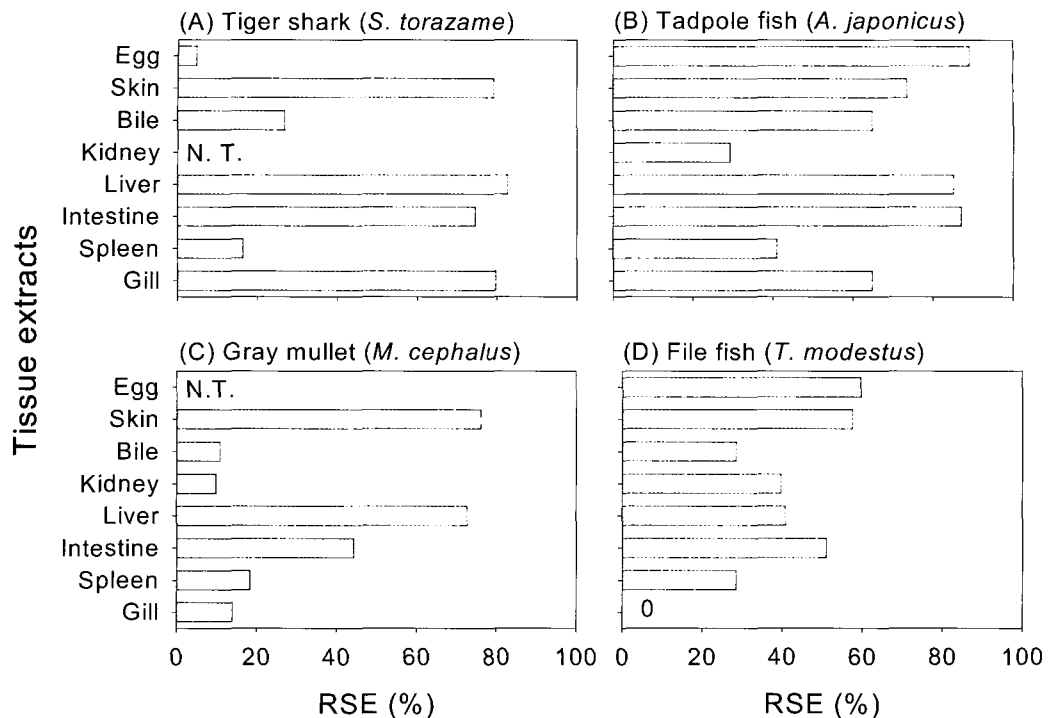 (A) Tiger shark (S. torazame)
(B) Tadpole fish (A. japonicus)
Egg
Skin
Bile
Kidney
N. T.
Liver
Intestine
Spleen
Gill
Tissue extracts
(C) Gray mullet (M. cephalus)
(D) File fish (T. modestus)
Egg
N.T.
Skin
Bile
Kidney
Liver
Intestine
Spleen
Gill
0
0 20 40 60 80 100
0 20 40 60 80 100
RSE (%)
RSE (%)